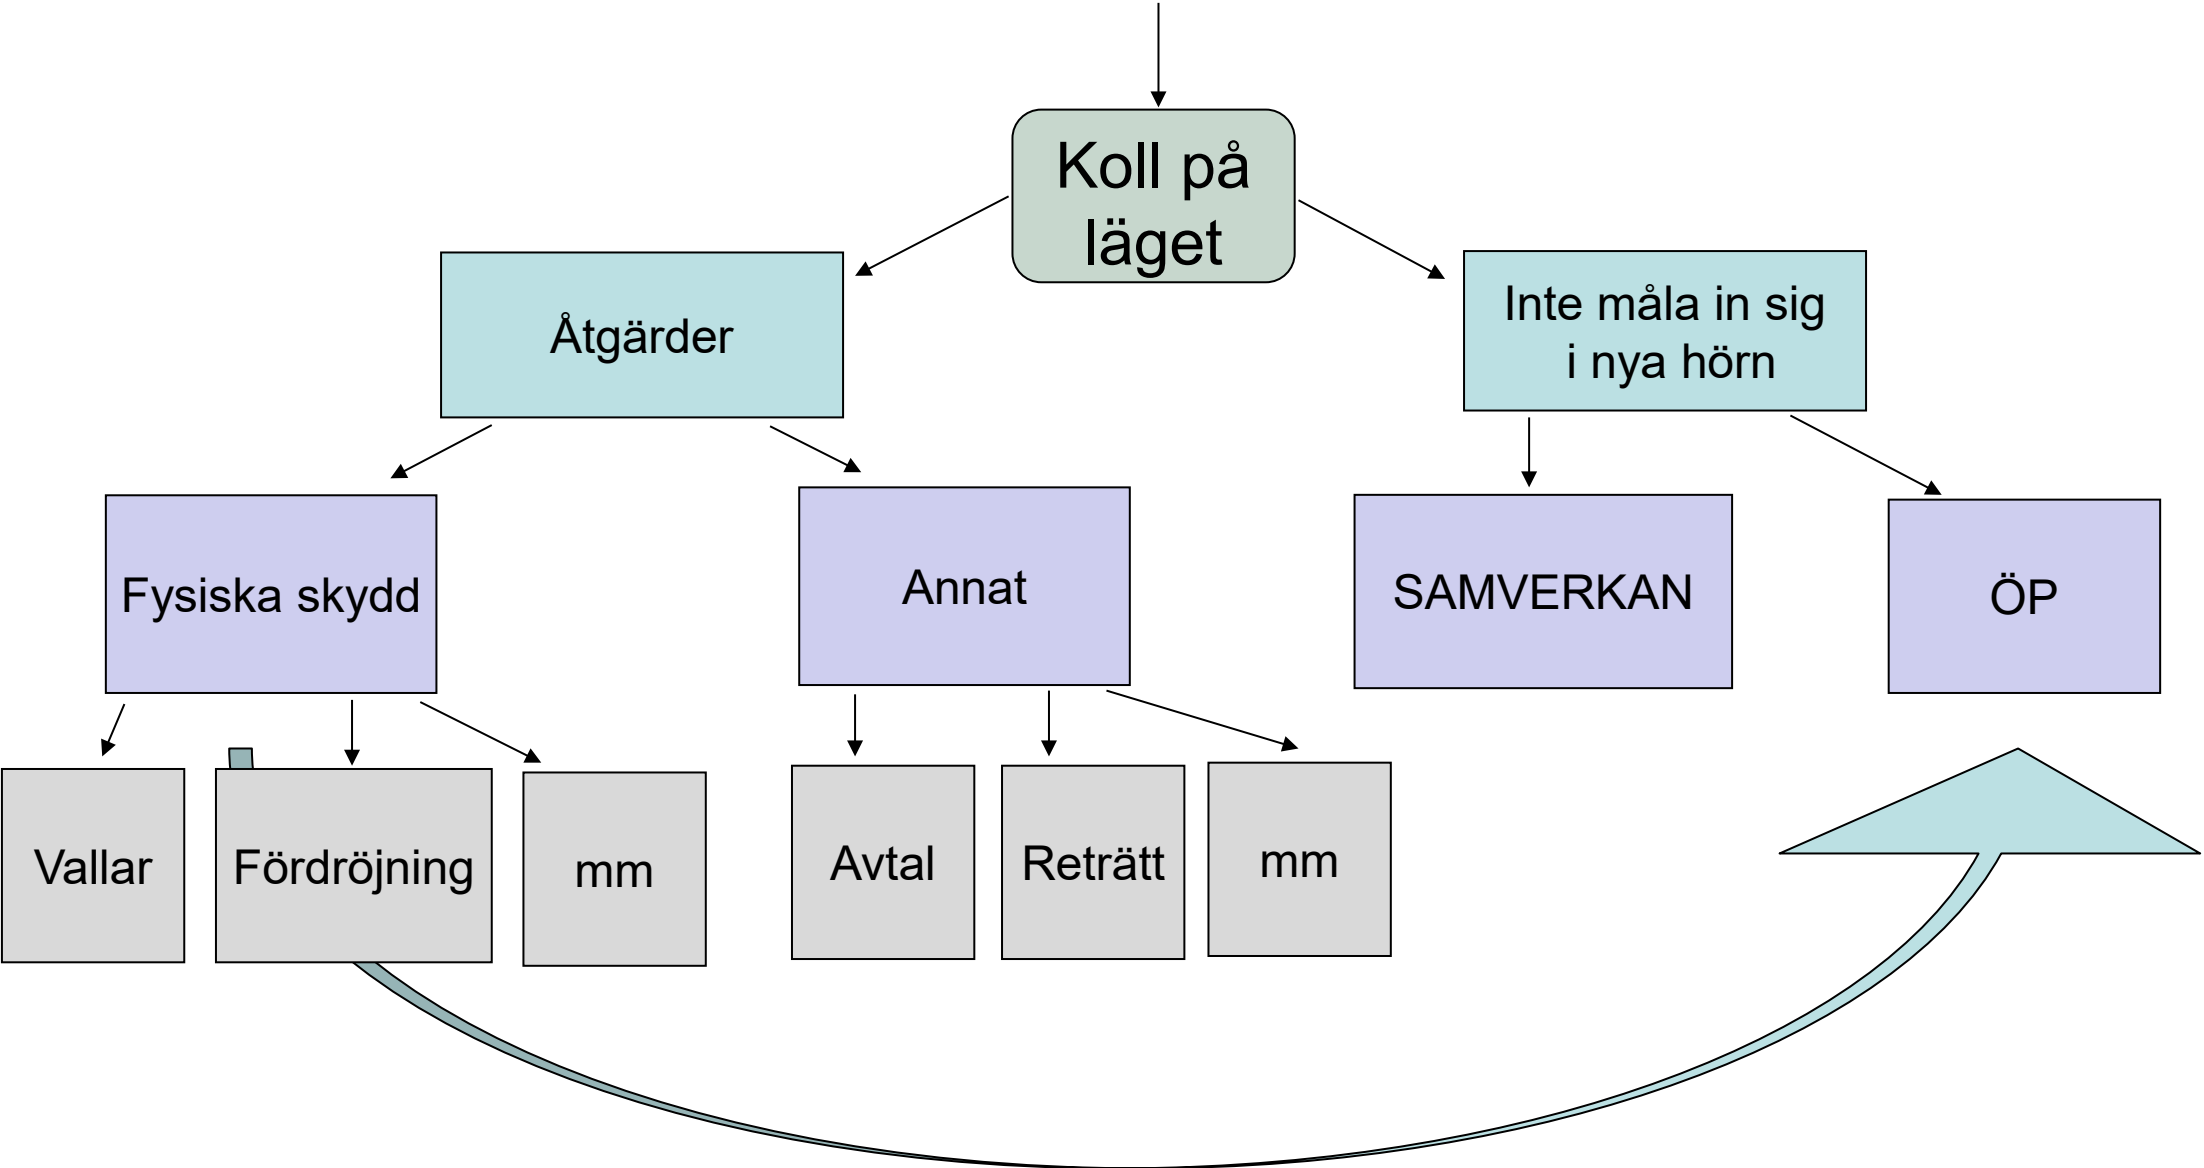 Koll på
läget
Åtgärder
Inte måla in sig
i nya hörn
Fysiska skydd
Annat
SAMVERKAN
ÖP
Vallar
Fördröjning
mm
Avtal
Reträtt
mm